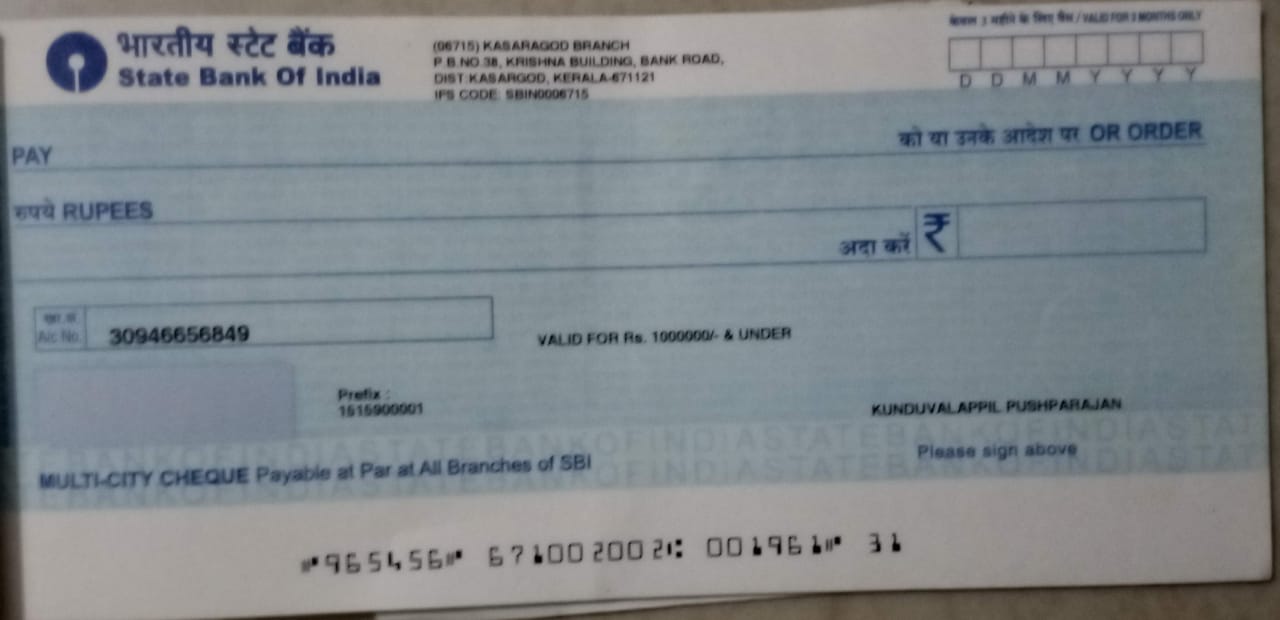 केवल 3 महीने के लिए वैध / VALID FOR 3 MONTHS ONLY
भारतीय स्टेट बैंक
State Bank Of India
(06715) KASARAGOD BRANCH
P.B.NO.38, KRISHNA BUILDING, BANK ROAD,
DIST:KASARGOD, KERALA-671121
IFS CODE: SBIN0006715
D D M M Y Y Y Y
PAY
को या उनके आदेश पर OR ORDER
रुपये RUPEES
अदा करें ₹
खा.सं.
A/c No.
30946656849
VALID FOR Rs. 1000000/- & UNDER
Prefix :
1515900001
KUNDUVALAPPIL PUSHPARAJAN
Please sign above
MULTI-CITY CHEQUE Payable at Par at All Branches of SBI
⑈965456⑈ 671002002⑆ 001961⑈ 31